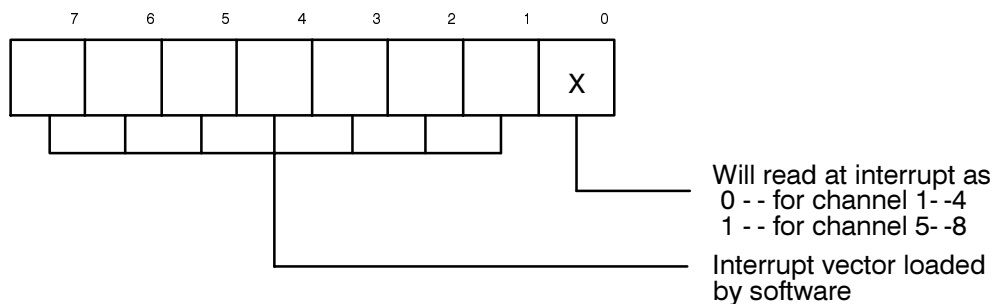 7 6 5 4 3 2 1 0
X
Will read at interrupt as
0 - - for channel 1- -4
1 - - for channel 5- -8
Interrupt vector loaded
by software